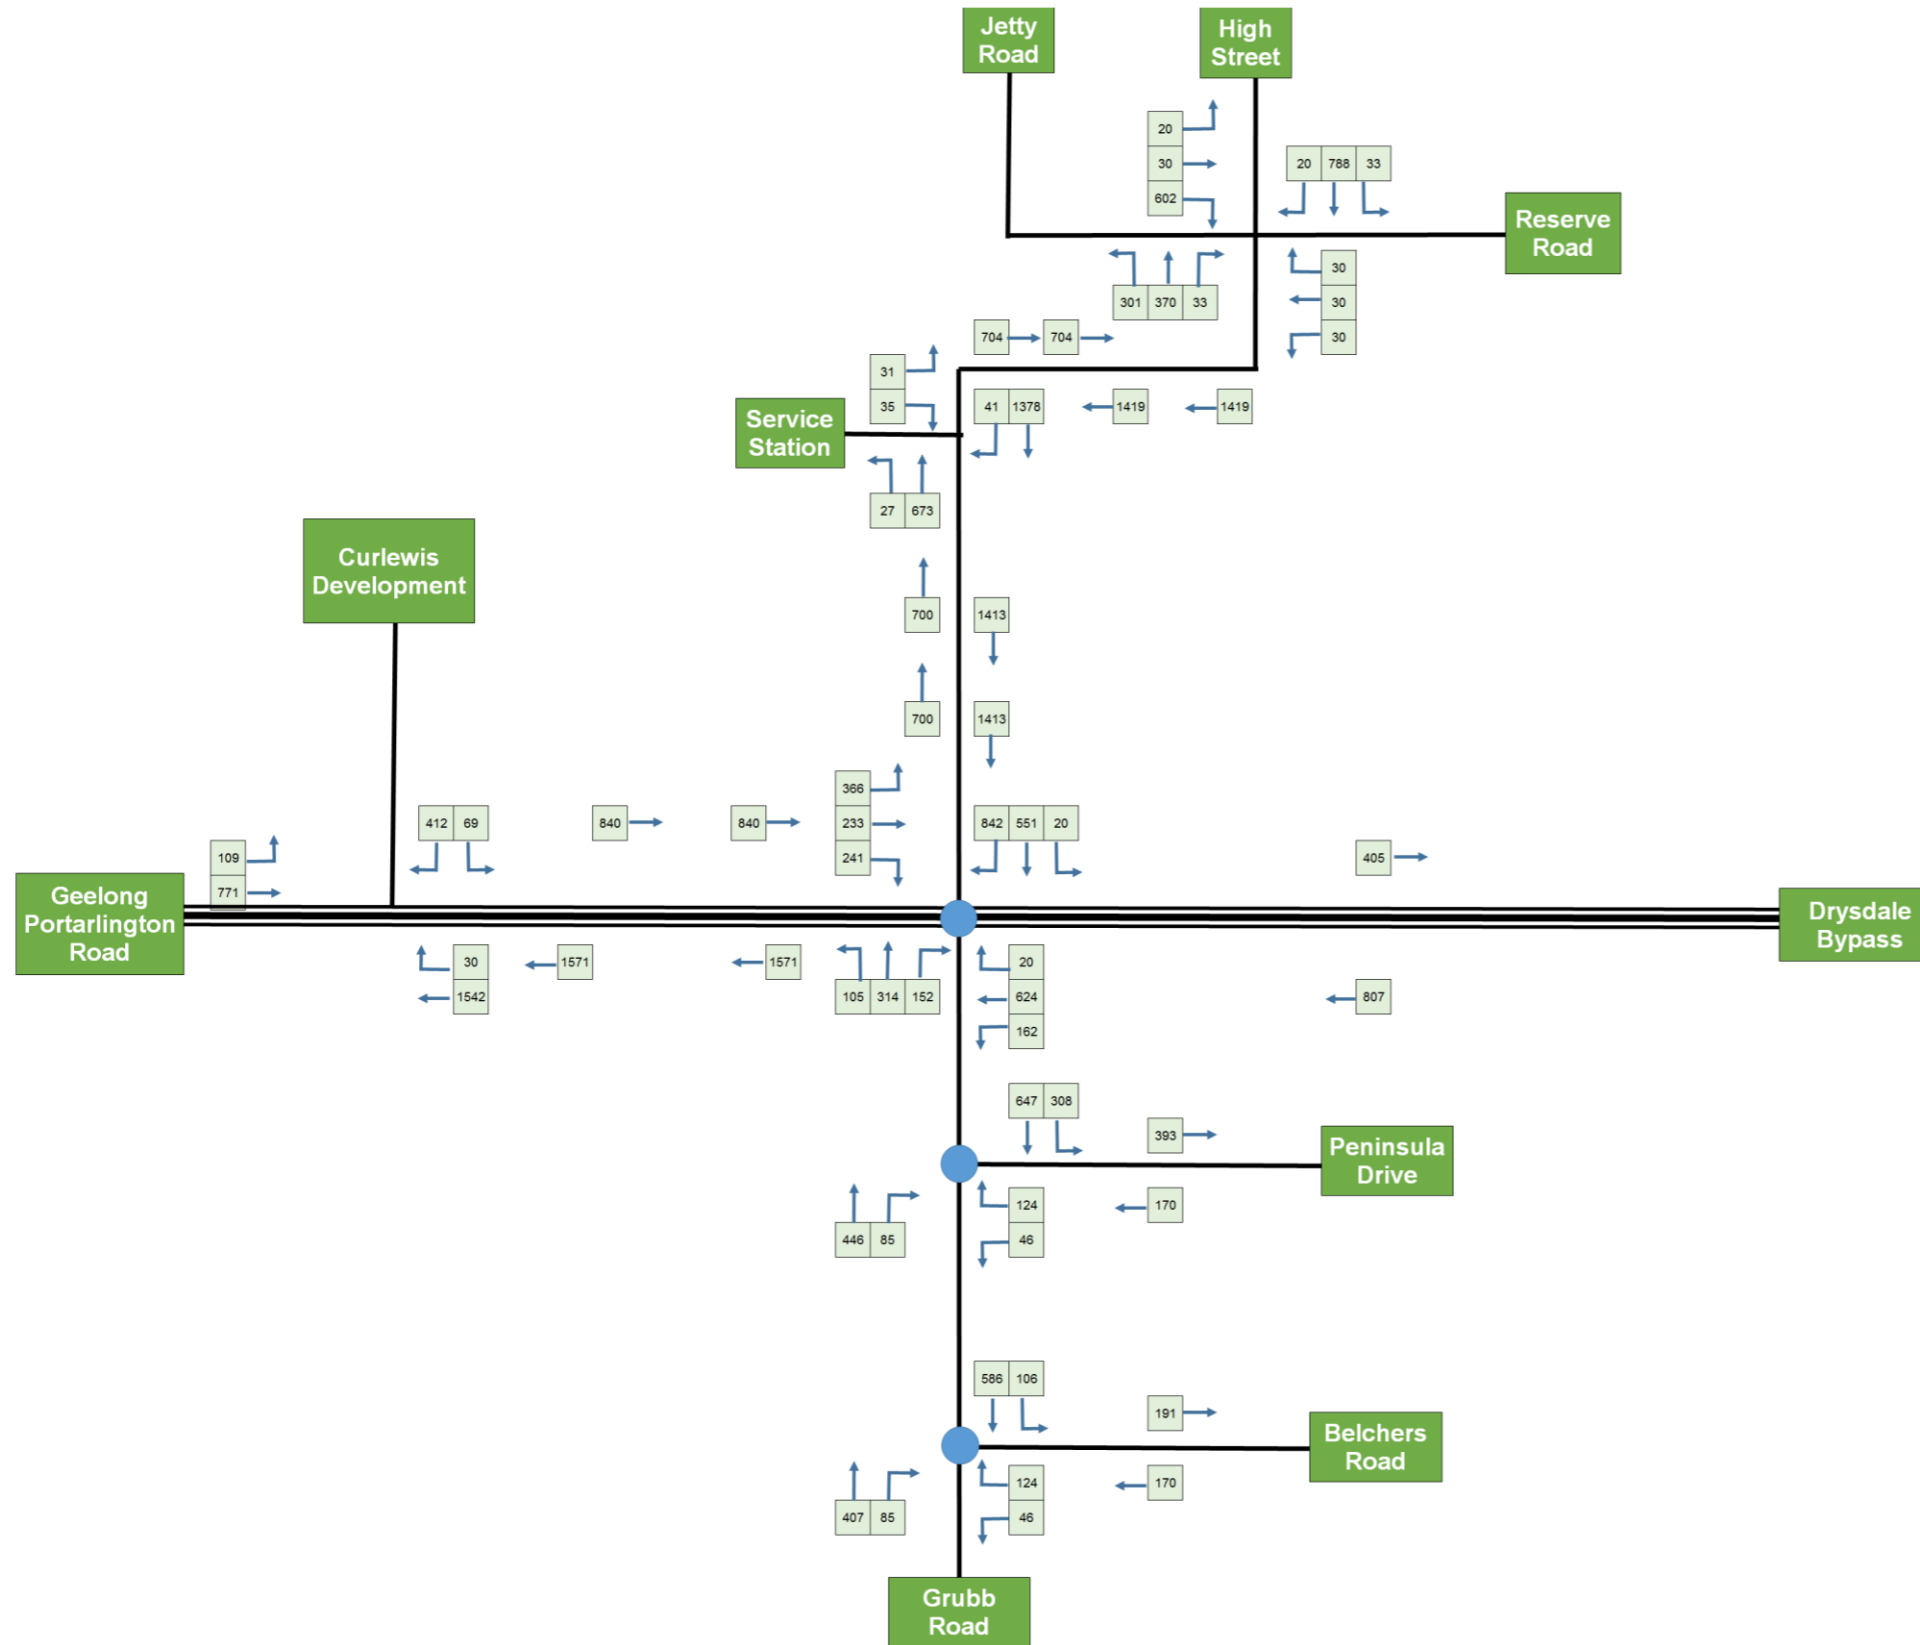 Jetty
Road
High
Street
20
30
602
20 788 33
Reserve
Road
301 370 33
30
30
30
704 704
31
35
Service
Station
41 1378
1419 1419
27 673
Curlewis
Development
700 1413
700 1413
366
233
241
412 69
840 840
842 551 20
405
109
771
Geelong
Portarlington
Road
Drysdale
Bypass
30
1542
1571 1571
105 314 152
20
624
162
807
647 308
393
Peninsula
Drive
446 85
124
46
170
586 106
191
Belchers
Road
407 85
124
46
170
Grubb
Road